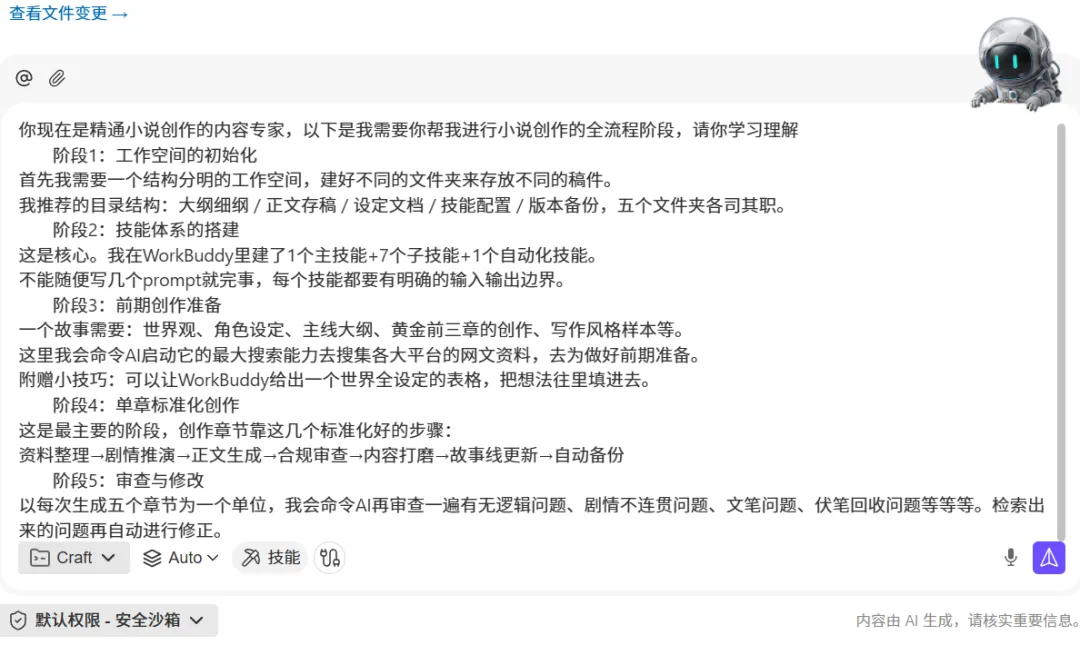 查看文件变更 →
@
你现在是精通小说创作的内容专家，以下是我需要你帮我进行小说创作的全流程阶段，请你学习理解
阶段1：工作空间的初始化
首先我需要一个结构分明的工作空间，建好不同的文件夹来存放不同的稿件。
我推荐的目录结构：大纲细纲 / 正文存稿 / 设定文档 / 技能配置 / 版本备份，五个文件夹各司其职。
阶段2：技能体系的搭建
这是核心。我在WorkBuddy里建了1个主技能+7个子技能+1个自动化技能。
不能随便写几个prompt就完事，每个技能都要有明确的输入输出边界。
阶段3：前期创作准备
一个故事需要：世界观、角色设定、主线大纲、黄金前三章的创作、写作风格样本等。
这里我会命令AI启动它的最大搜索能力去搜集各大平台的网文资料，去为做好前期准备。
附赠小技巧：可以让WorkBuddy给出一个世界全设定的表格，把想法往里填进去。
阶段4：单章标准化创作
这是最主要的阶段，创作章节靠这几个标准化好的步骤：
资料整理→剧情推演→正文生成→合规审查→内容打磨→故事线更新→自动备份
阶段5：审查与修改
以每次生成五个章节为一个单位，我会命令AI再审查一遍有无逻辑问题、剧情不连贯问题、文笔问题、伏笔回收问题等等等。检索出
来的问题再自动进行修正。
Craft Auto 技能
默认权限 - 安全沙箱 内容由 AI 生成，请核实重要信息。